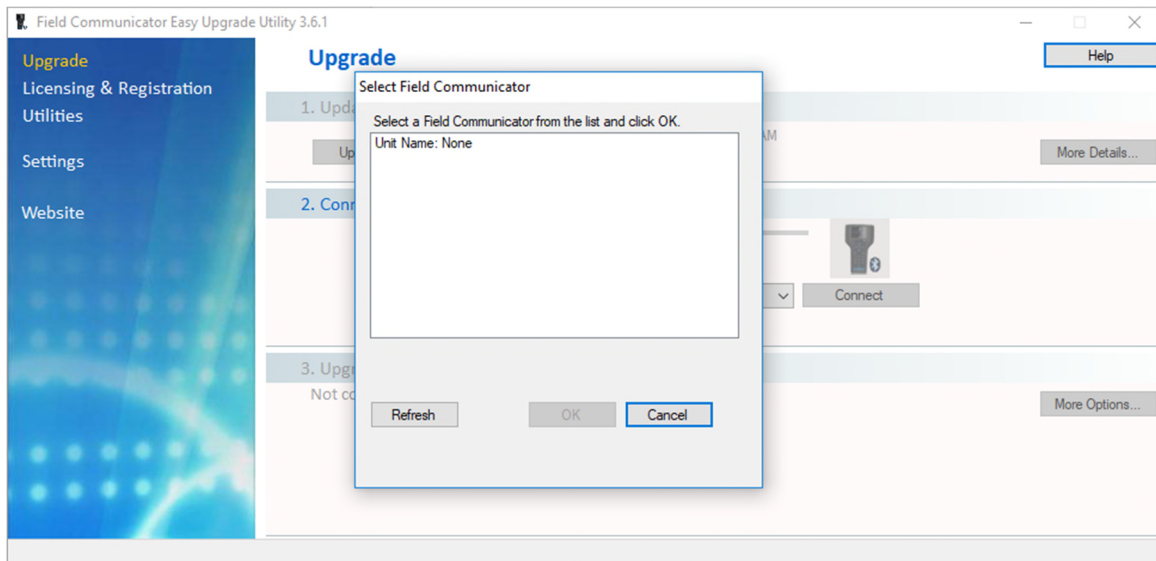 Field Communicator Easy Upgrade Utility 3.6.1
Upgrade
Licensing & Registration
Utilities
Settings
Website
Upgrade
Help
1. Upd
AM
Up
More Details...
2. Conn
Connect
3. Upg
Not co
More Options...
Select Field Communicator
Select a Field Communicator from the list and click OK.
Unit Name: None
Refresh
OK
Cancel